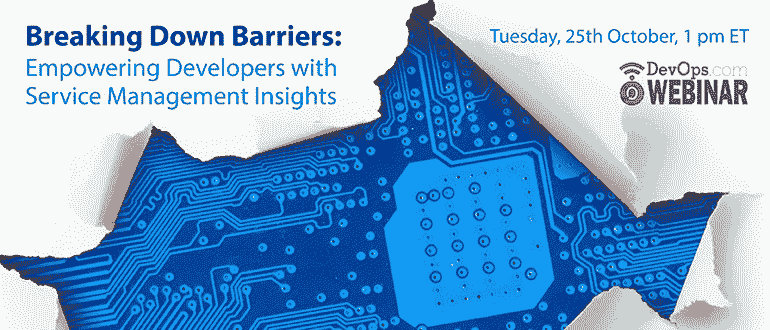 Breaking Down Barriers:
Empowering Developers with
Service Management Insights
Tuesday, 25th October, 1 pm ET
DevOps.com
WEBINAR